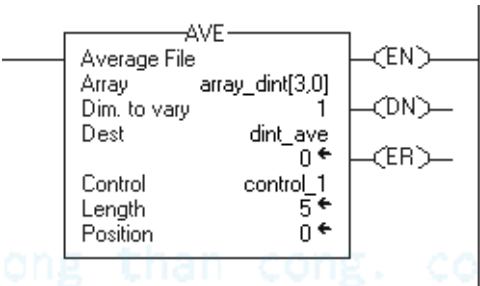 AVE
Average File
Array array_dint[3,0]
Dim. to vary 1
Dest dint_ave
0
Control control_1
Length 5
Position 0
EN
DN
ER
ong than cong. co